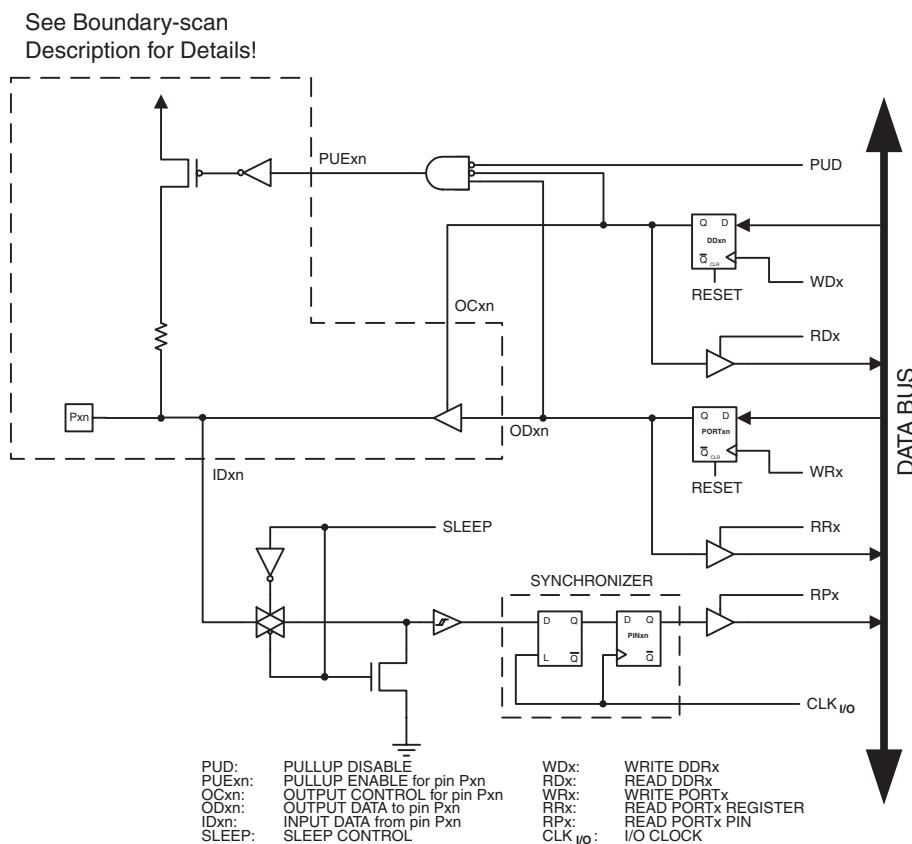 See Boundary-scan
Description for Details!
PUExn
PUD
Q D
DDxn
Q CLR
RESET
WDx
OCxn
RDx
Pxn
ODxn
Q D
PORTxn
Q CLR
RESET
WRx
IDxn
SLEEP
RRx
SYNCHRONIZER
RPx
D Q
L Q
D Q
PINxn
Q
CLK I/O
DATA BUS
PUD: PULLUP DISABLE
PUExn: PULLUP ENABLE for pin Pxn
OCxn: OUTPUT CONTROL for pin Pxn
ODxn: OUTPUT DATA to pin Pxn
IDxn: INPUT DATA from pin Pxn
SLEEP: SLEEP CONTROL
WDx: WRITE DDRx
RDx: READ DDRx
WRx: WRITE PORTx
RRx: READ PORTx REGISTER
RPx: READ PORTx PIN
CLK I/O: I/O CLOCK